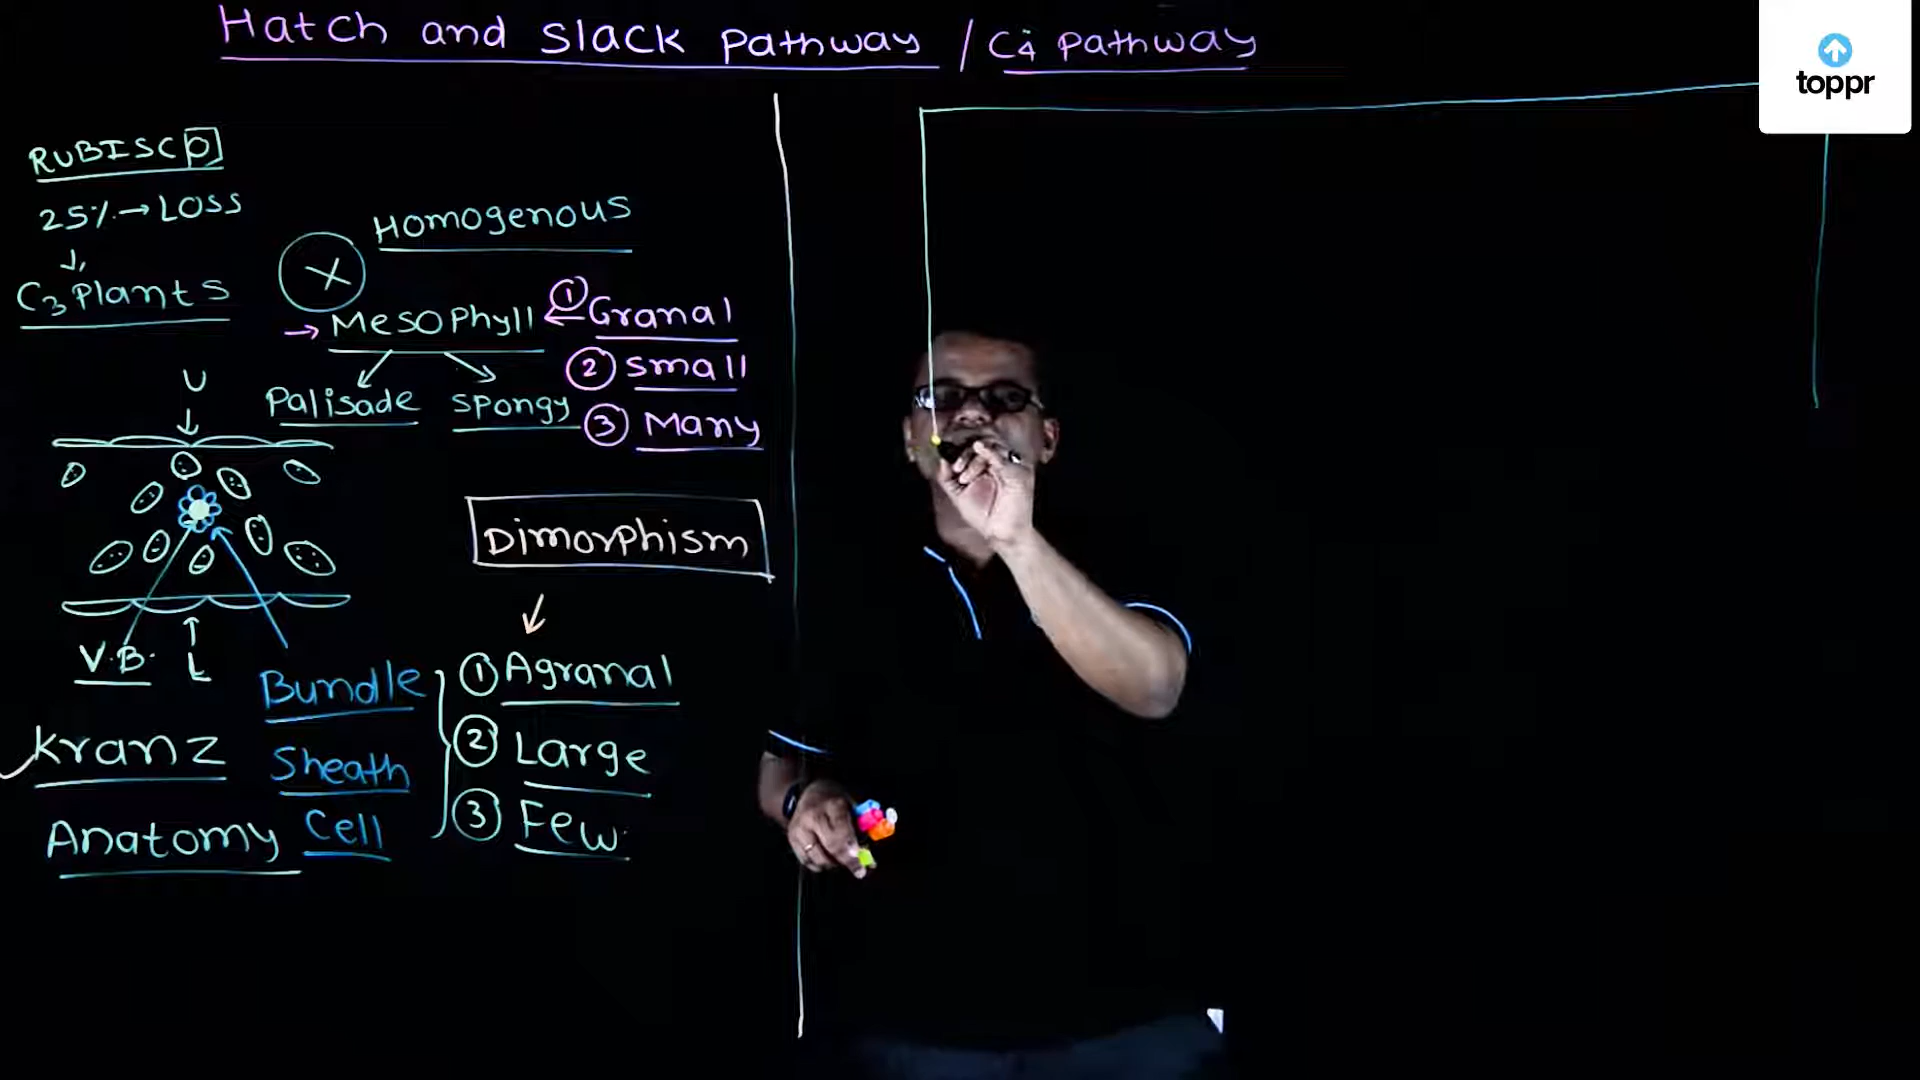 Hatch and Slack Pathway / C4 Pathway
toppr
RUBISCO
25% → LOSS
C3 Plants
Homogenous
X
→ Mesophyll
① Granal
② Small
③ Many
Palisade
Spongy
U
Dimorphism
V.B.
L
Bundle
Sheath
Cell
① Agranal
② Large
③ Few
Kranz
Anatomy